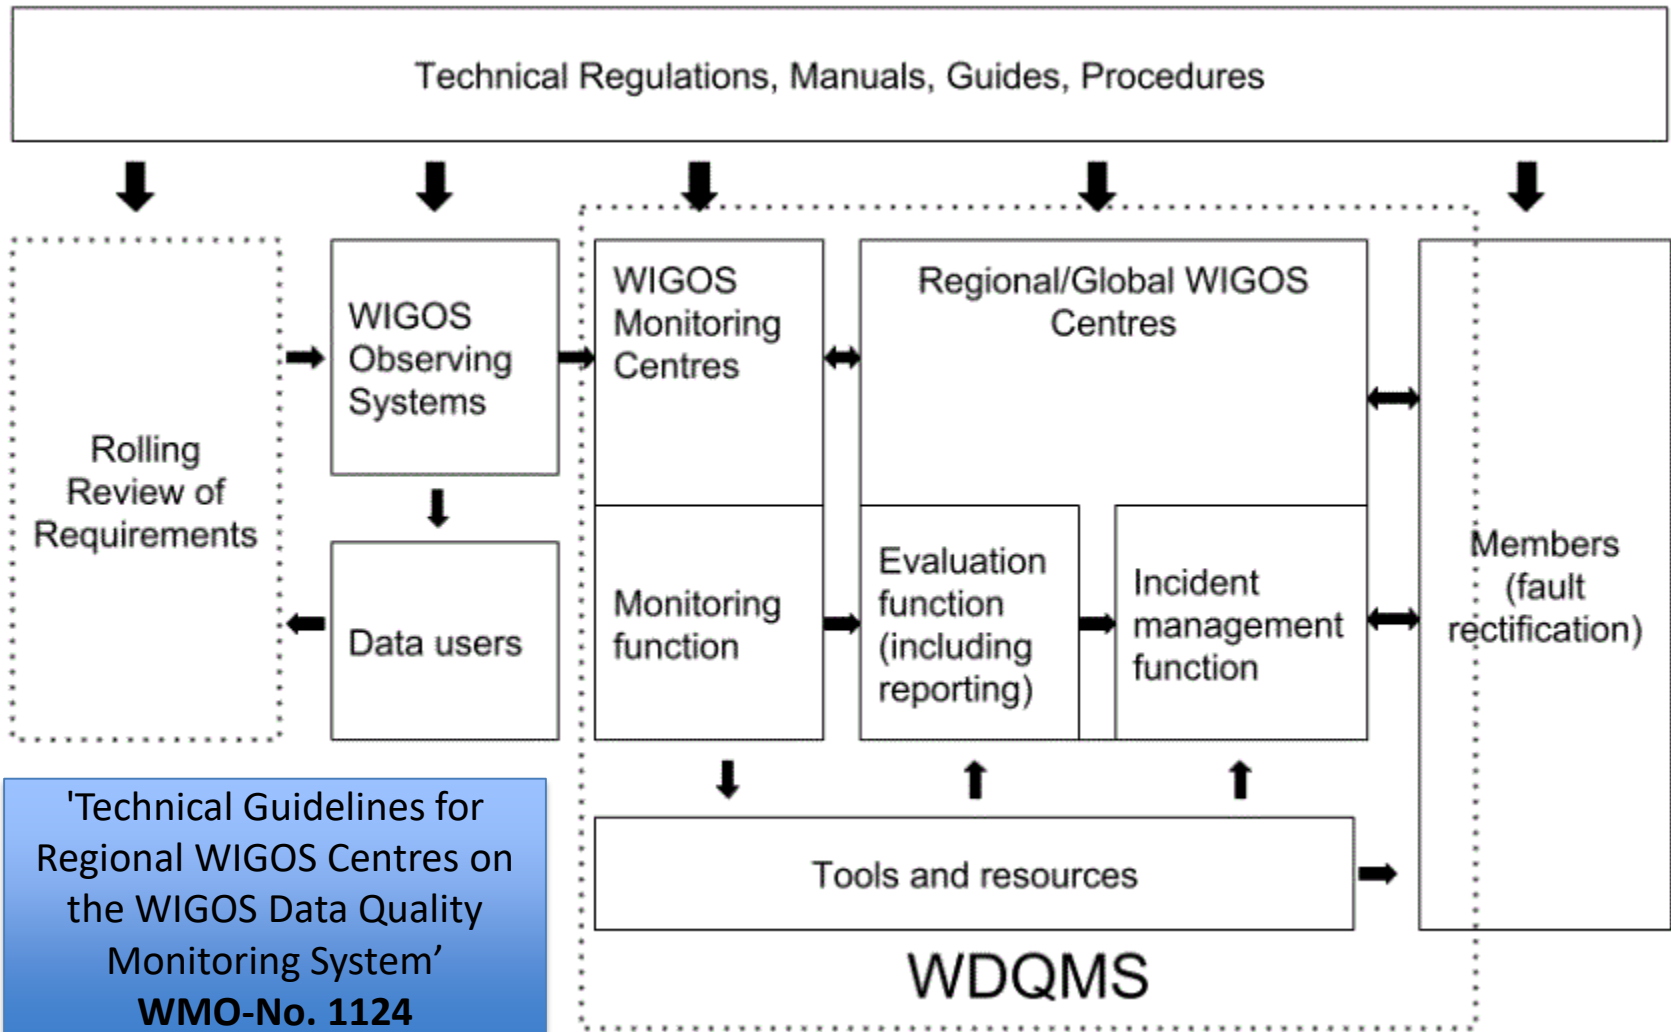 Technical Regulations, Manuals, Guides, Procedures
Rolling
Review of
Requirements
WIGOS
Observing
Systems
Data users
WIGOS
Monitoring
Centres
Monitoring
function
Regional/Global WIGOS
Centres
Evaluation
function
(including
reporting)
Incident
management
function
Members
(fault
rectification)
Tools and resources
WDQMS
'Technical Guidelines for
Regional WIGOS Centres on
the WIGOS Data Quality
Monitoring System’
WMO-No. 1124